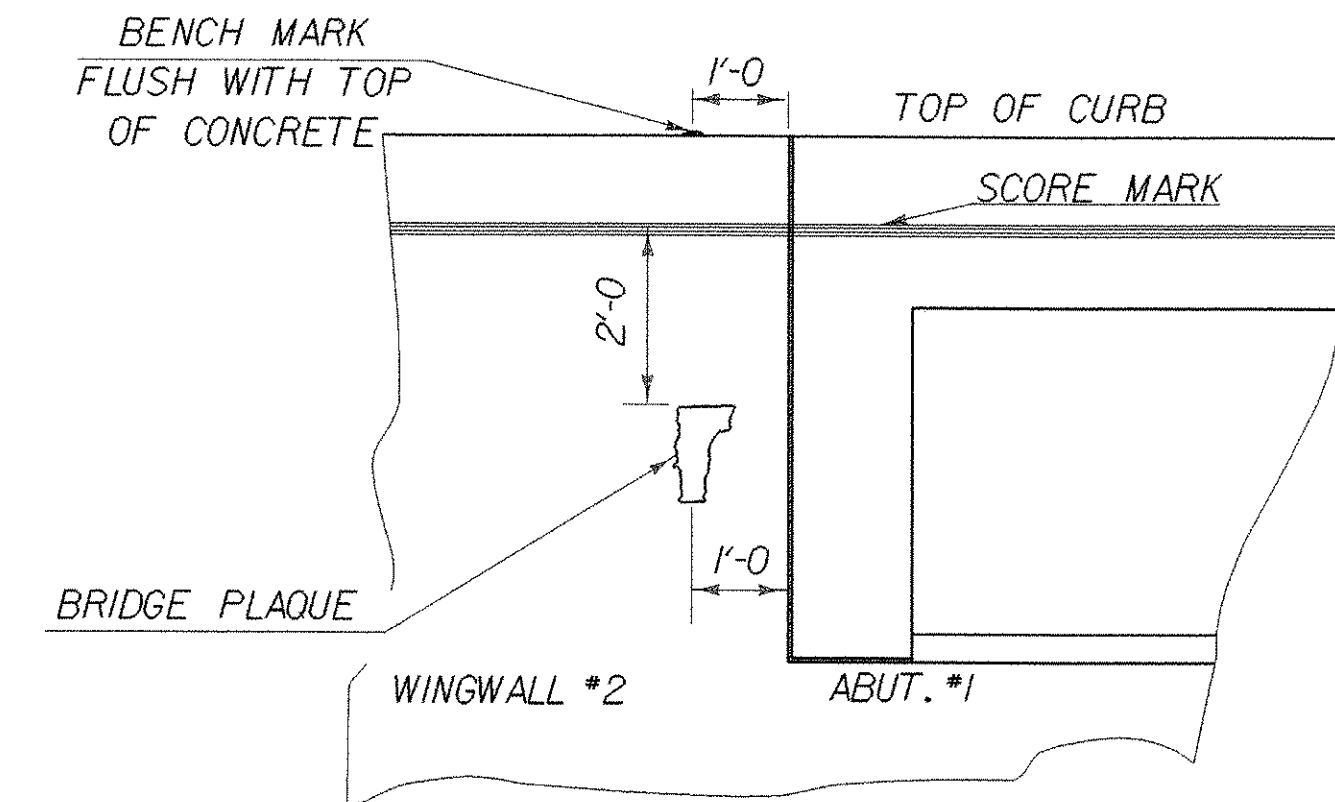 BENCH MARK
FLUSH WITH TOP
OF CONCRETE
1'-0
TOP OF CURB
SCORE MARK
2'-0
1'-0
BRIDGE PLAQUE
WINGWALL #2
ABUT. #1